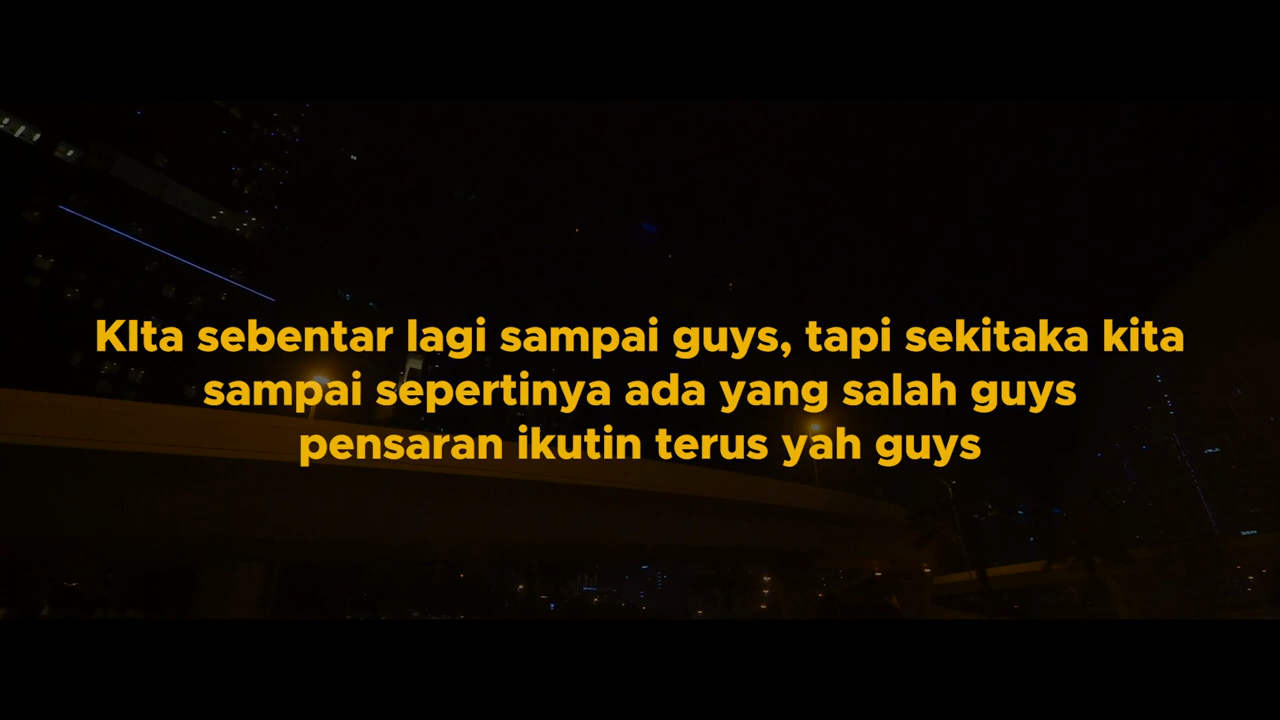 KIta sebentar lagi sampai guys, tapi sekitaka kita
sampai sepertinya ada yang salah guys
pensaran ikutin terus yah guys